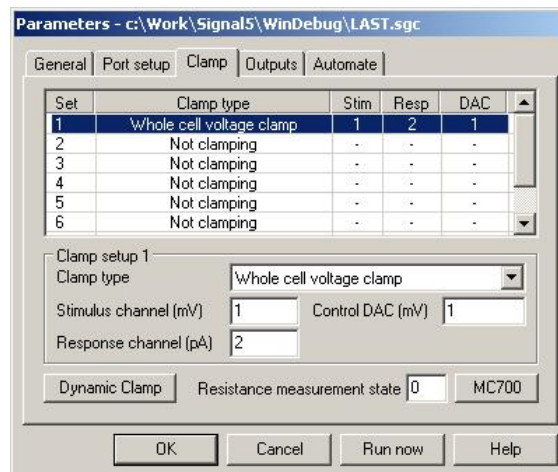 Parameters - c:\Work\Signal5\WinDebug\LAST.sgc
General Port setup Clamp Outputs Automate
Set Clamp type Stim Resp DAC
1 Whole cell voltage clamp 1 2 1
2 Not clamping - - -
3 Not clamping - - -
4 Not clamping - - -
5 Not clamping - - -
6 Not clamping - - -
Clamp setup 1
Clamp type Whole cell voltage clamp
Stimulus channel (mV) 1 Control DAC (mV) 1
Response channel (pA) 2
Dynamic Clamp Resistance measurement state 0 MC700
OK Cancel Run now Help